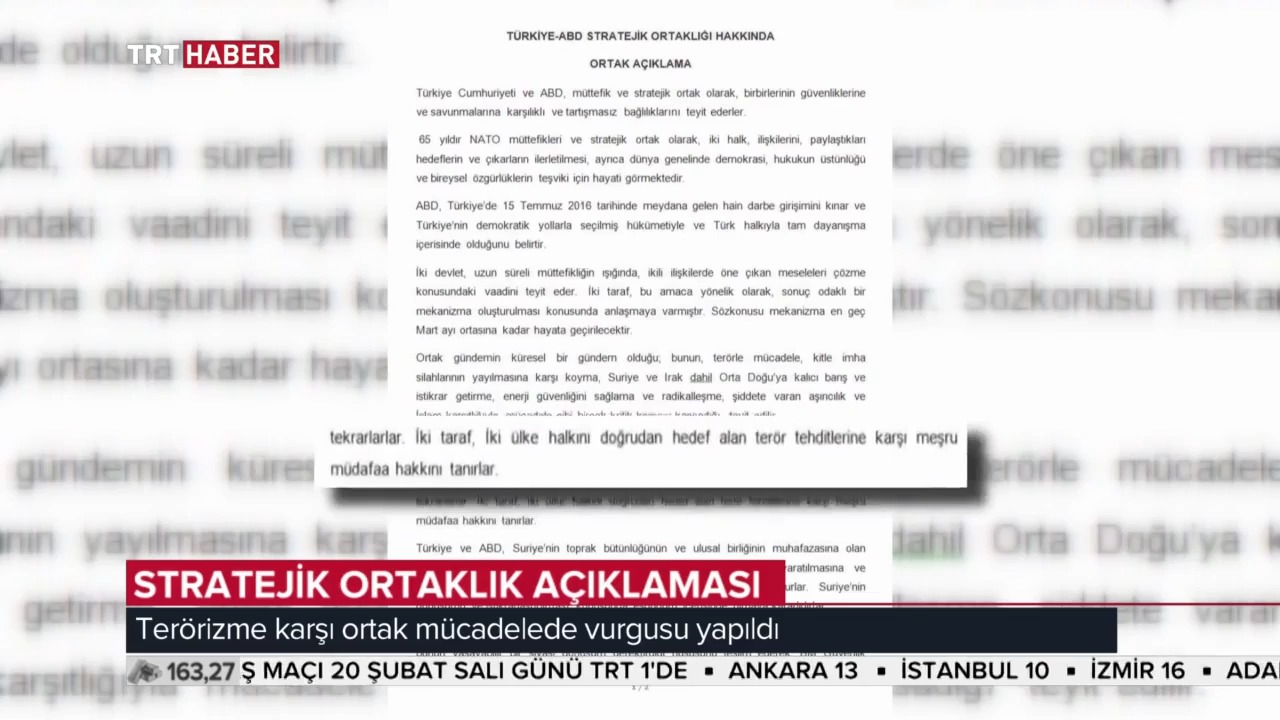 TRT HABER
TÜRKİYE-ABD STRATEJİK ORTAKLIĞI HAKKINDA
ORTAK AÇIKLAMA
Türkiye Cumhuriyeti ve ABD, müttefik ve stratejik ortak olarak, birbirlerinin güvenliklerine
ve savunmalarına karşılıklı ve tartışmasız bağlılıklarını teyit ederler.
65 yıldır NATO müttefikleri ve stratejik ortak olarak, iki halk, ilişkilerini, paylaştıkları
hedeflerin ve çıkarların ilerletilmesi, ayrıca dünya genelinde demokrasi, hukukun üstünlüğü
ve bireysel özgürlüklerin teşviki için hayati görmektedir.
ABD, Türkiye'de 15 Temmuz 2016 tarihinde meydana gelen hain darbe girişimini kınar ve
Türkiye'nin demokratik yollarla seçilmiş hükümetiyle ve Türk halkıyla tam dayanışma
içerisinde olduğunu belirtir.
İki devlet, uzun süreli müttefikliğin ışığında, ikili ilişkilerde öne çıkan meseleleri çözme
konusundaki vaadini teyit eder. İki taraf, bu amaca yönelik olarak, sonuç odaklı bir
mekanizma oluşturulması konusunda anlaşmaya varmıştır. Sözkonusu mekanizma en geç
Mart ayı ortasına kadar hayata geçirilecektir.
Ortak gündemin küresel bir gündem olduğu; bunun, terörle mücadele, kitle imha
silahlarının yayılmasına karşı koyma, Suriye ve Irak dahil Orta Doğu'ya kalıcı barış ve
istikrar getirme, enerji güvenliğini sağlama ve radikalleşme, şiddete varan aşırıcılık ve
tekrarlarlar. İki taraf, İki ülke halkını doğrudan hedef alan terör tehditlerine karşı meşru
müdafaa hakkını tanırlar.
müdafaa hakkını tanırlar.
Türkiye ve ABD, Suriye'nin toprak bütünlüğünün ve ulusal birliğinin muhafazasına olan
yaratılmasına ve
Suriye'nin
STRATEJİK ORTAKLIK AÇIKLAMASI
Terörizme karşı ortak mücadelede vurgusu yapıldı
163,27 Ş MAÇI 20 ŞUBAT SALI GÜNÜ TRT 1'DE ▪ ANKARA 13 ▪ İSTANBUL 10 ▪ İZMİR 16 ▪ ADA